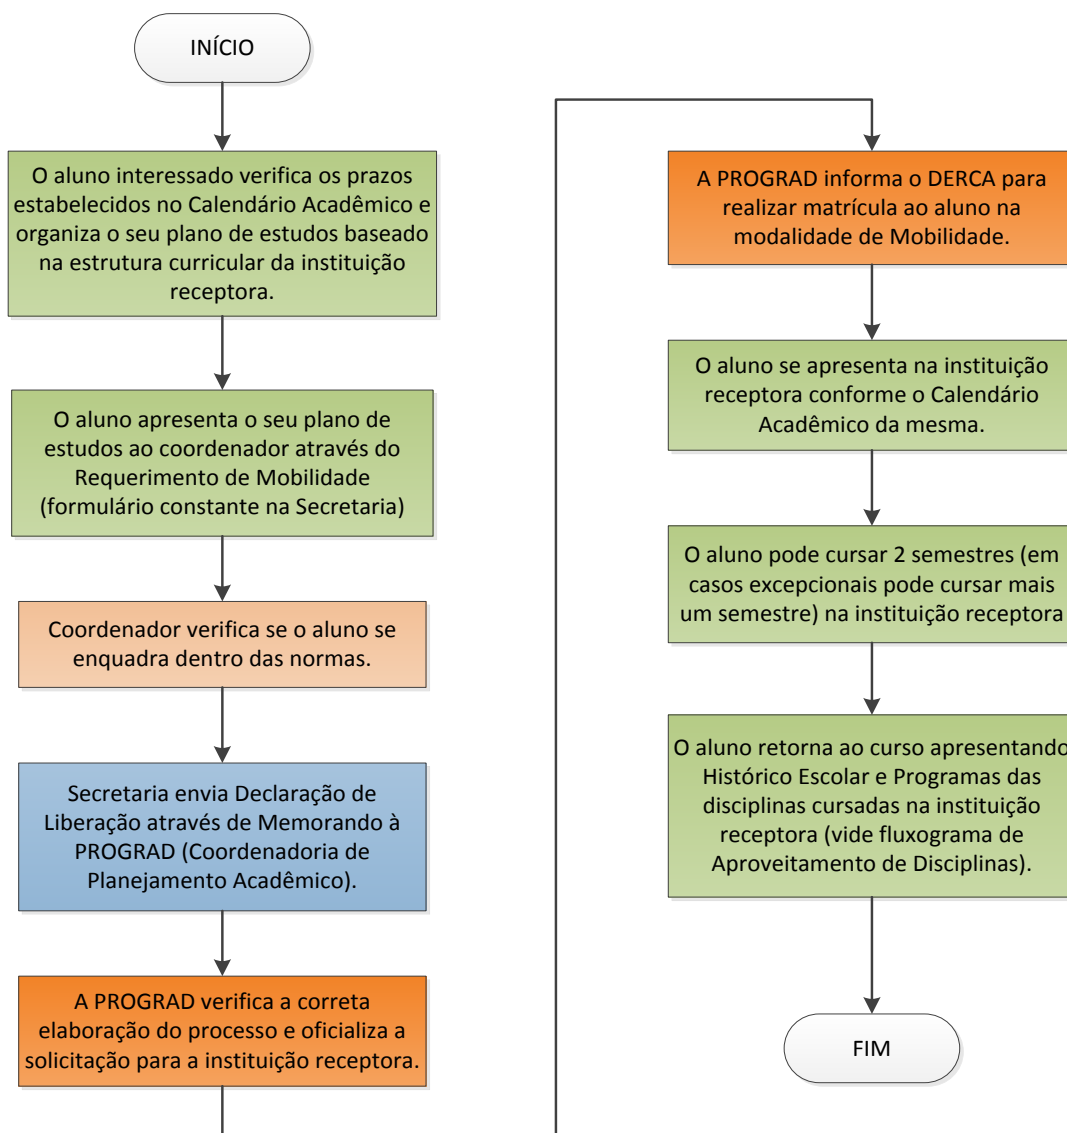 INÍCIO
O aluno interessado verifica os prazos
estabelecidos no Calendário Acadêmico e
organiza o seu plano de estudos baseado
na estrutura curricular da instituição
receptora.
O aluno apresenta o seu plano de
estudos ao coordenador através do
Requerimento de Mobilidade
(formulário constante na Secretaria)
Coordenador verifica se o aluno se
enquadra dentro das normas.
Secretaria envia Declaração de
Liberação através de Memorando à
PROGRAD (Coordenadoria de
Planejamento Acadêmico).
A PROGRAD verifica a correta
elaboração do processo e oficializa a
solicitação para a instituição receptora.
A PROGRAD informa o DERCA para
realizar matrícula ao aluno na
modalidade de Mobilidade.
O aluno se apresenta na instituição
receptora conforme o Calendário
Acadêmico da mesma.
O aluno pode cursar 2 semestres (em
casos excepcionais pode cursar mais
um semestre) na instituição receptora
O aluno retorna ao curso apresentando
Histórico Escolar e Programas das
disciplinas cursadas na instituição
receptora (vide fluxograma de
Aproveitamento de Disciplinas).
FIM